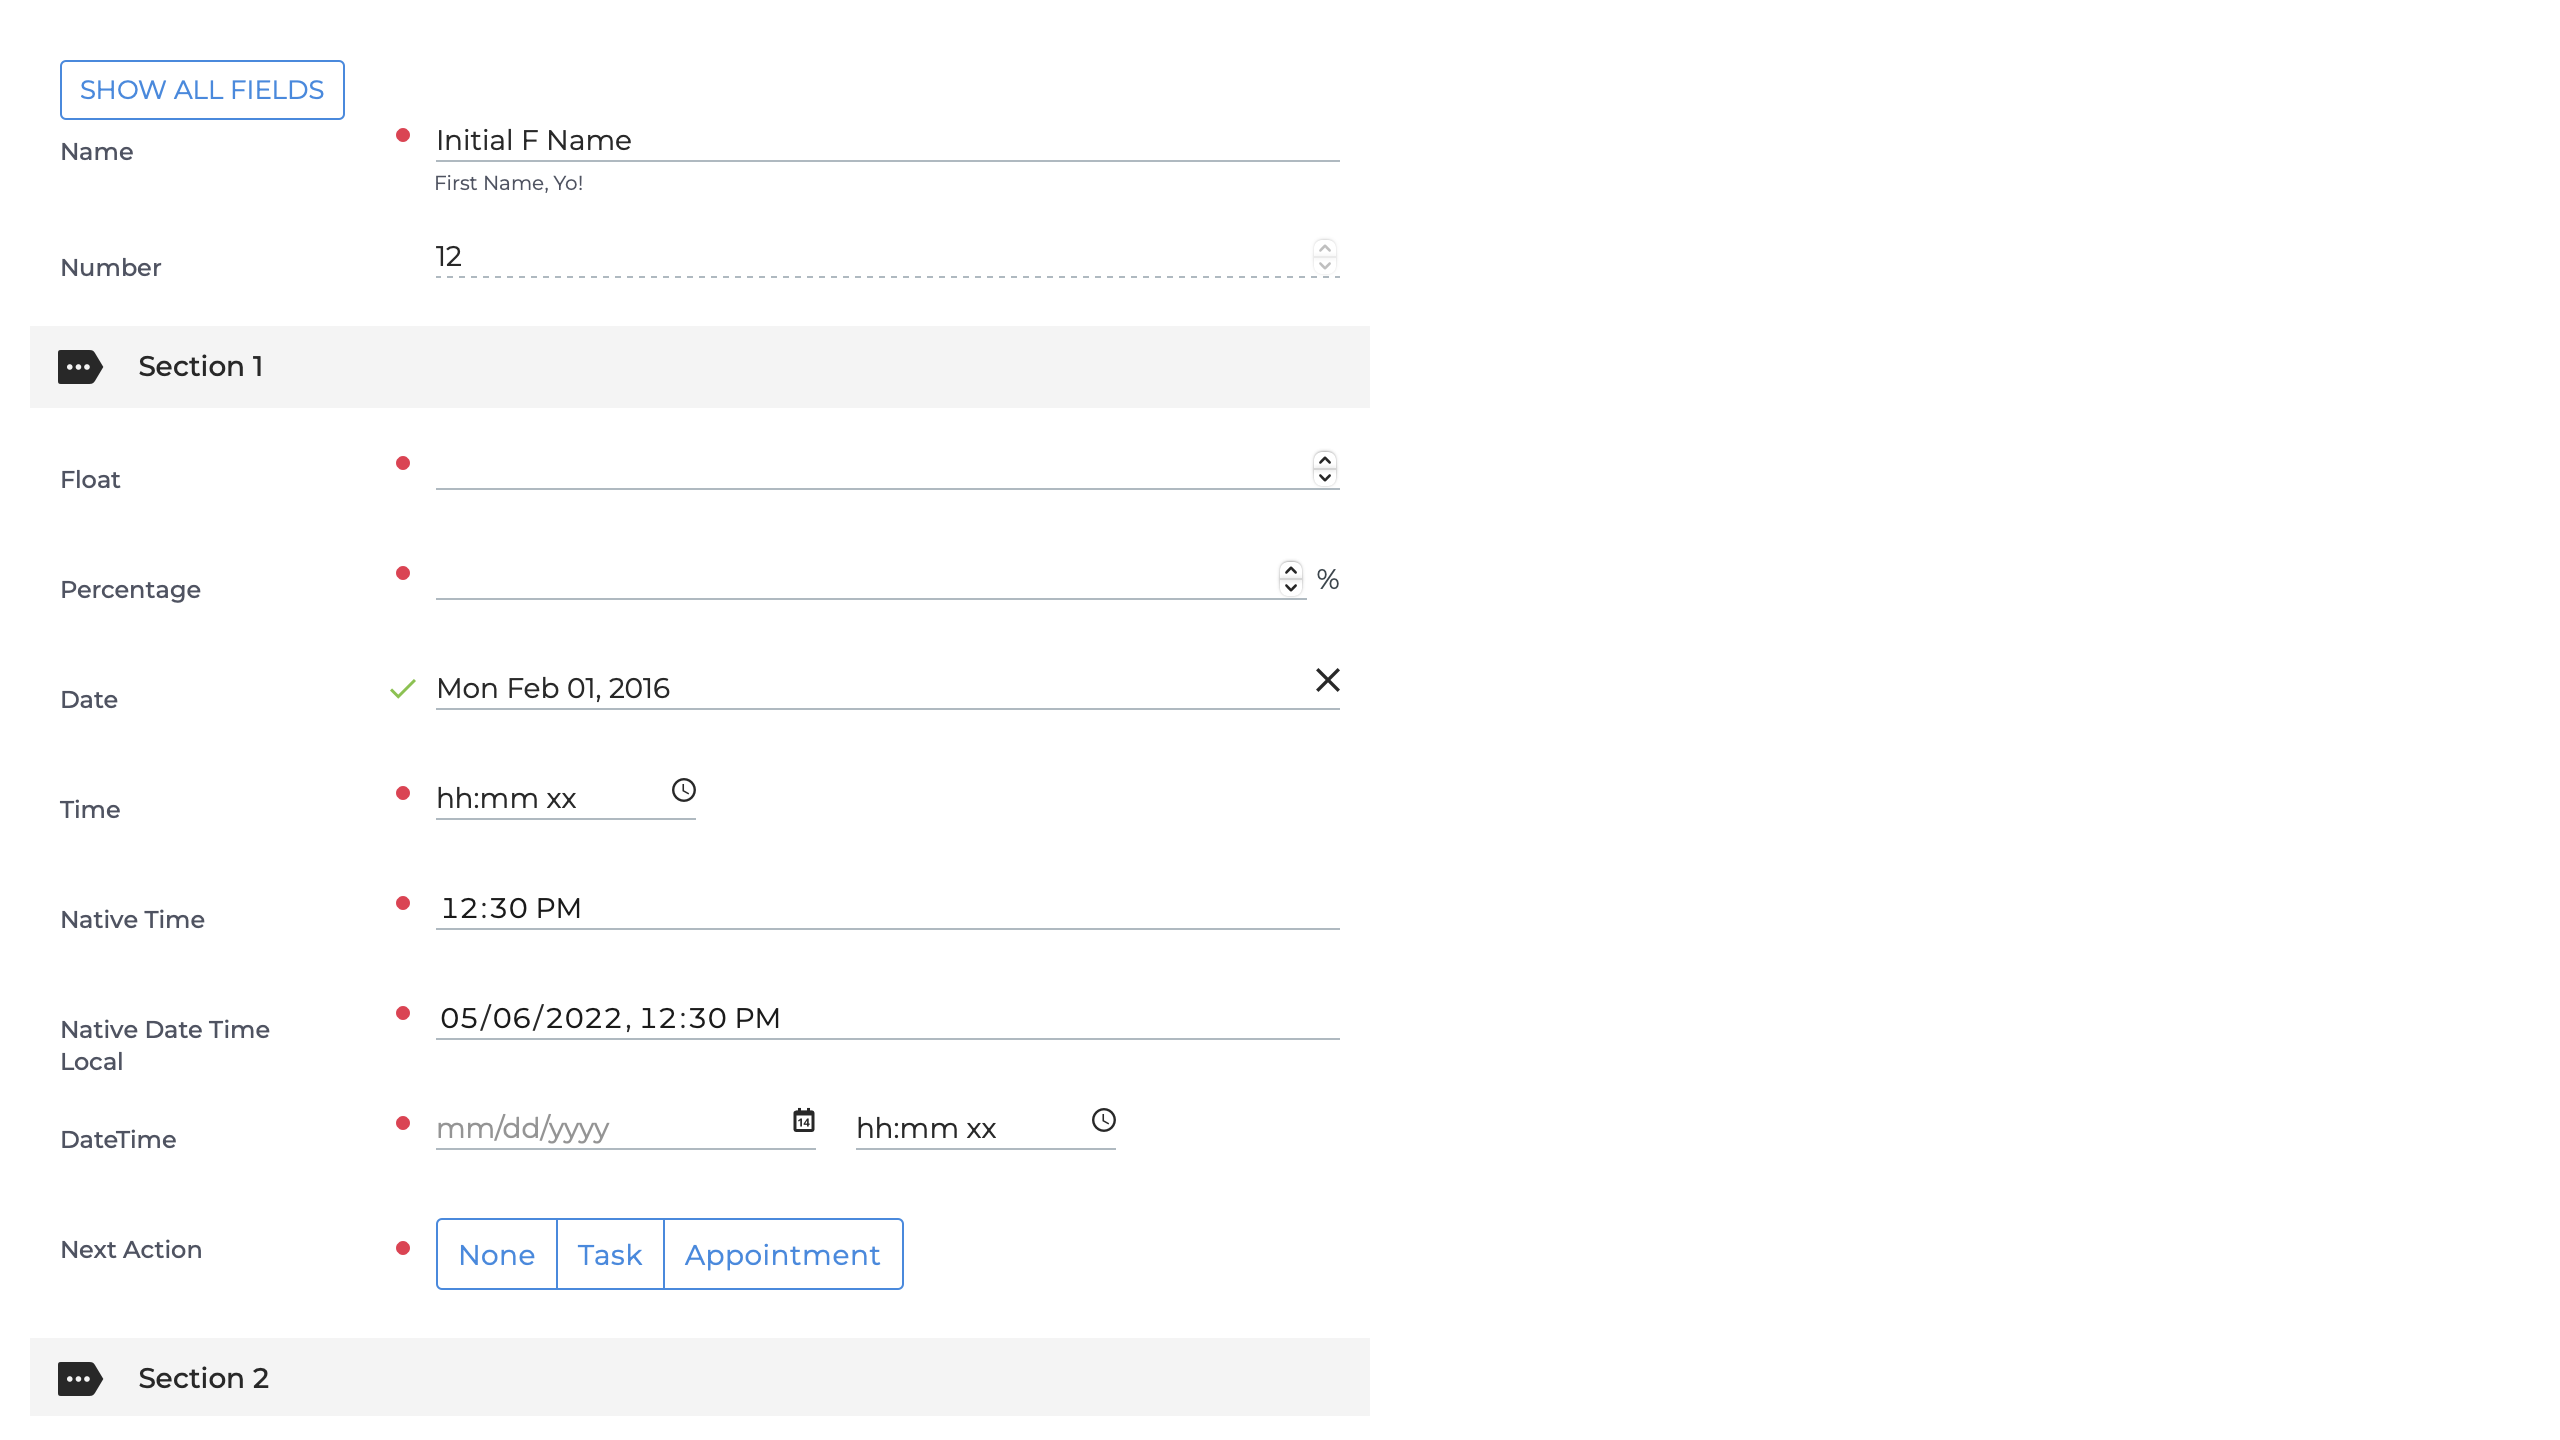 SHOW ALL FIELDS
Name
Initial F Name
First Name, Yo!
Number
12
Section 1
Float
Percentage
%
Date
Mon Feb 01, 2016
Time
hh:mm xx
Native Time
12:30 PM
Native Date Time
Local
05/06/2022, 12:30 PM
DateTime
mm/dd/yyyy
14
hh:mm xx
Next Action
None Task Appointment
Section 2